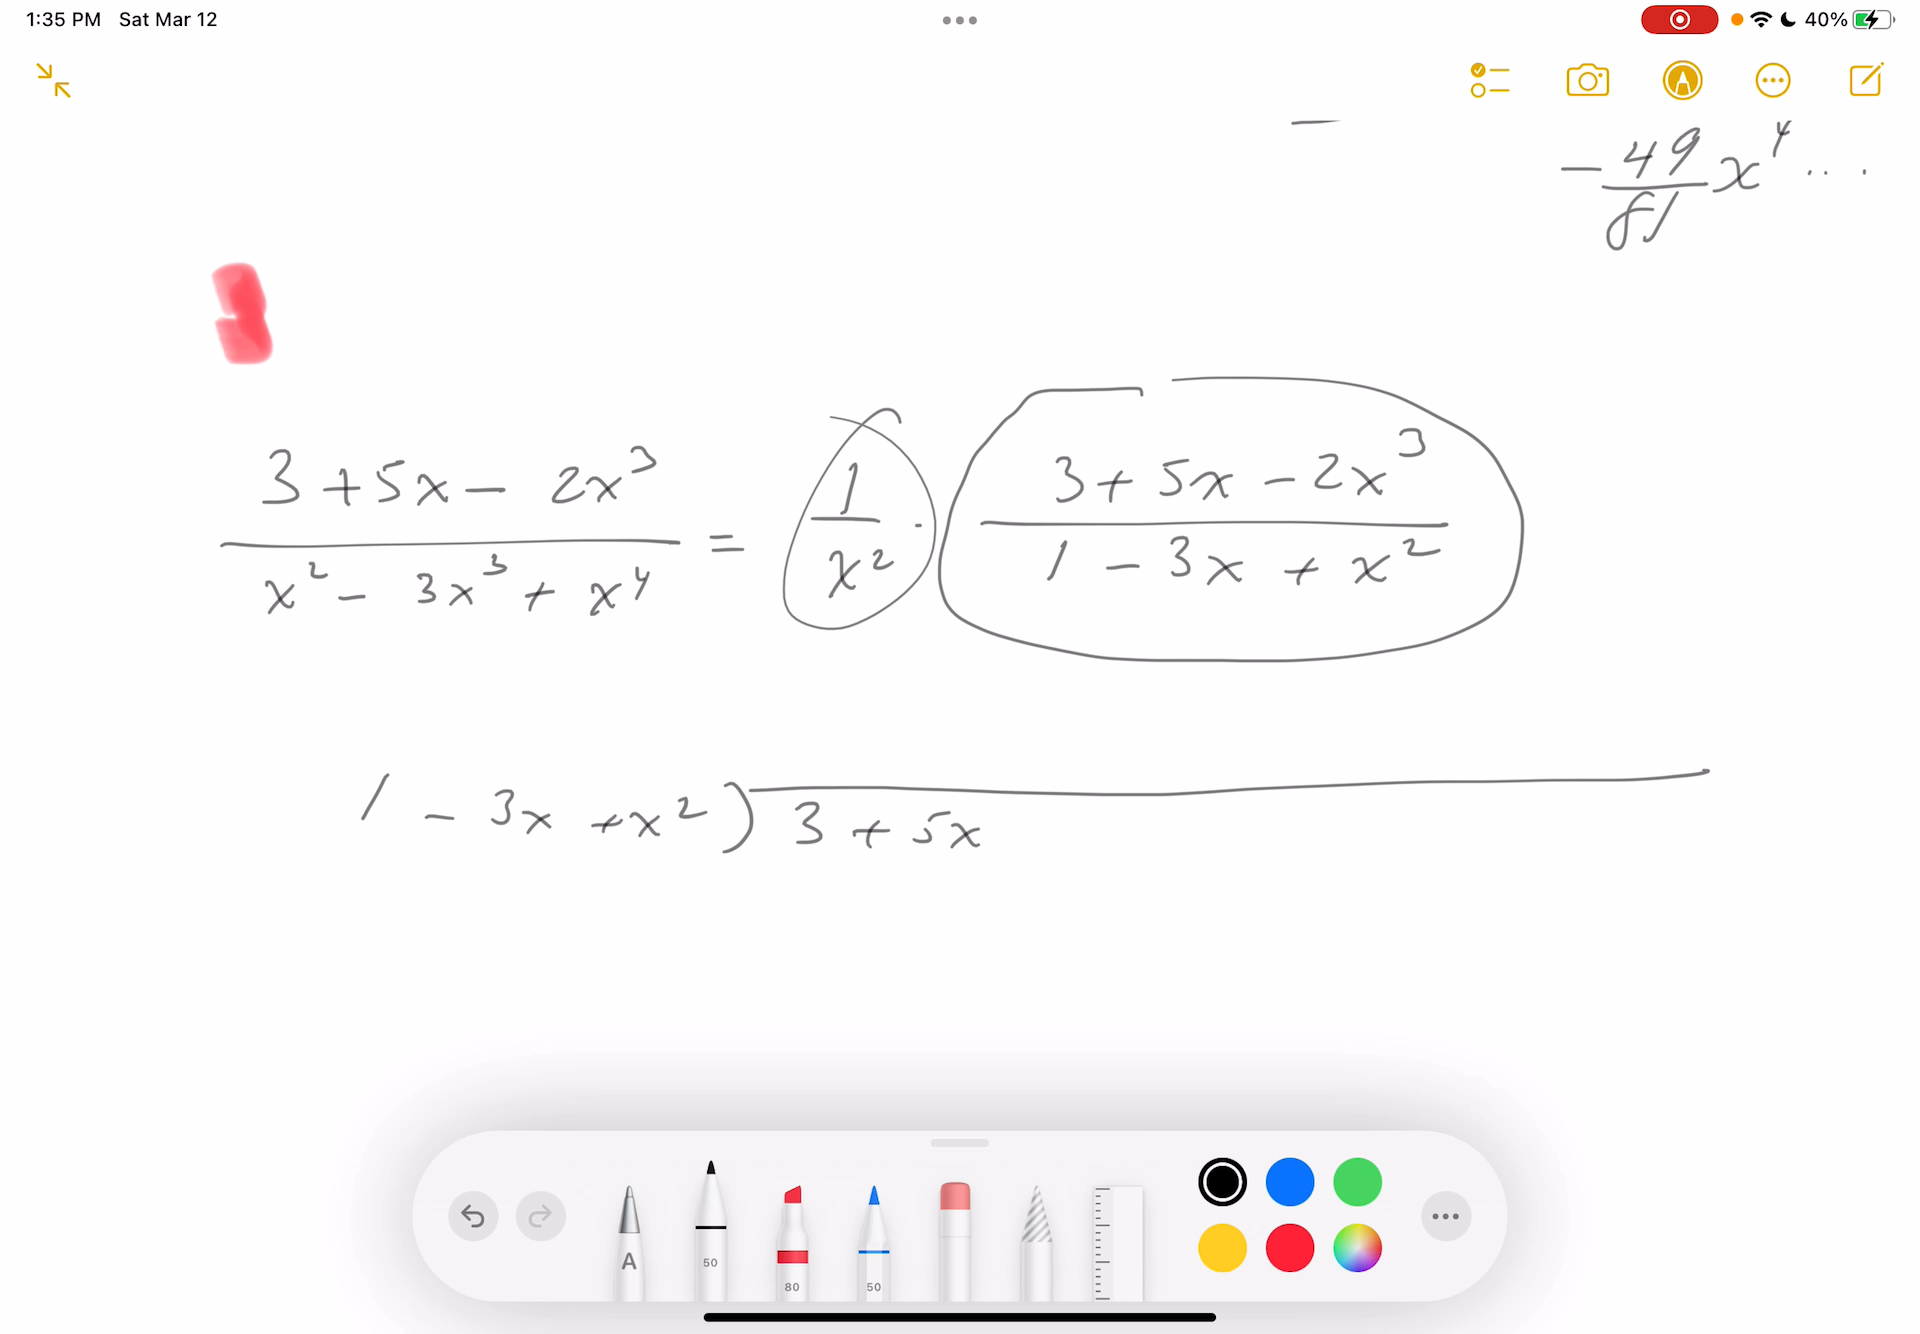 1:35 PM Sat Mar 12 40%
- 49/81 x⁴ ....
3 + 5x - 2x³ / x² - 3x³ + x⁴ = 1/x² · 3 + 5x - 2x³ / 1 - 3x + x²
1 - 3x + x² ) 3 + 5x
A 50 80 50